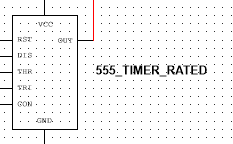 VCC
RST
OUT
DIS
THR
555_TIMER_RATED
TRI
CON
GND